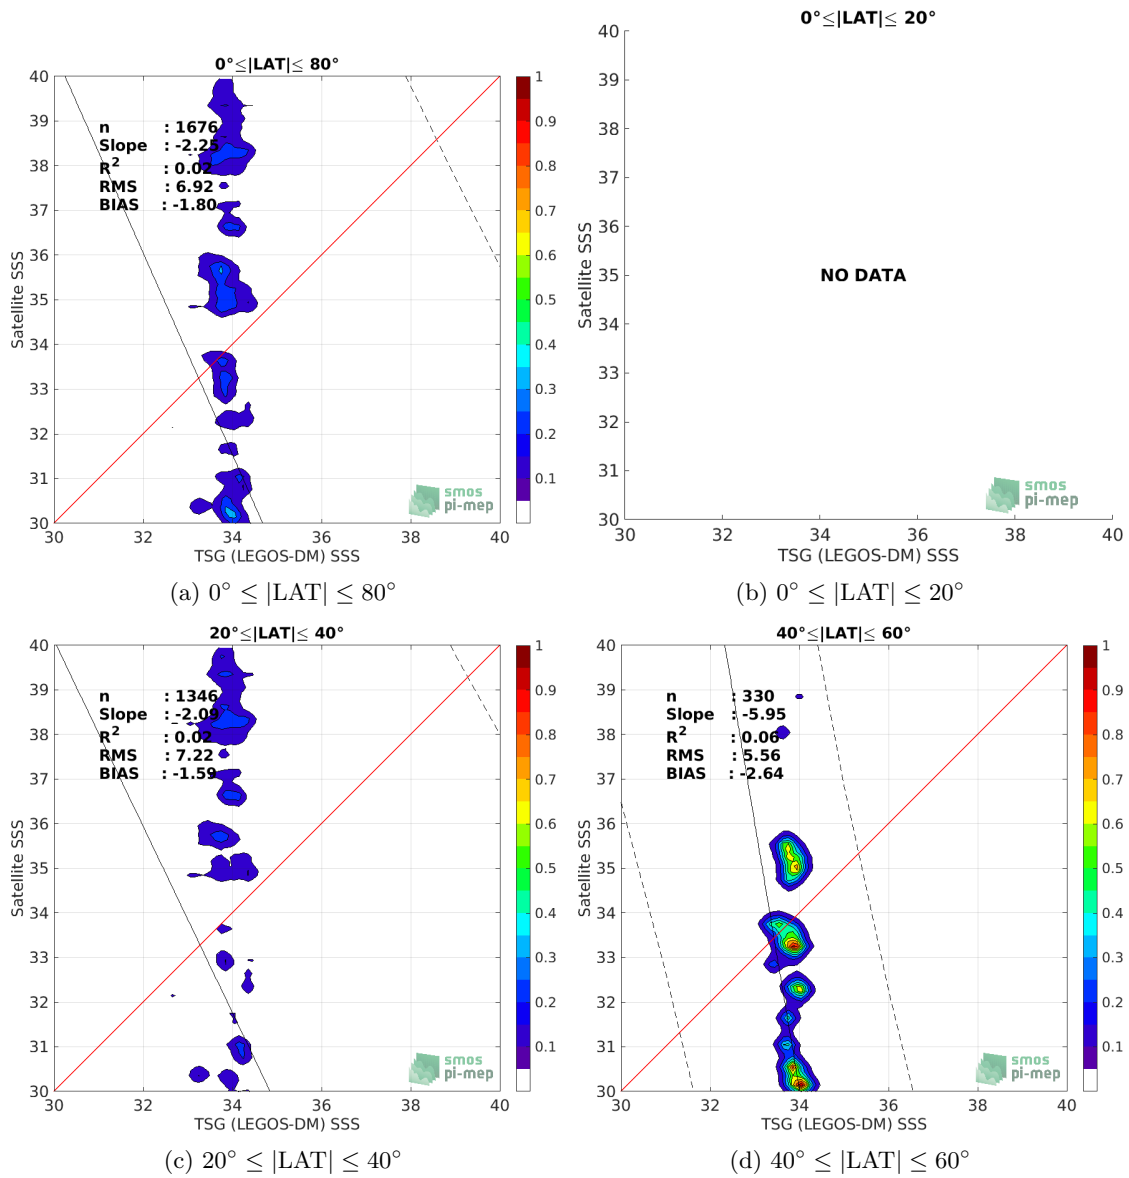 0°≤|LAT|≤ 80°
40
39
38
37
36
35
34
33
32
31
30
Satellite SSS
n : 1676
Slope : -2.25
R2 : 0.02
RMS : 6.92
BIAS : -1.80
smos
pi-mep
30 32 34 36 38 40
TSG (LEGOS-DM) SSS
1
0.9
0.8
0.7
0.6
0.5
0.4
0.3
0.2
0.1
(a) 0° ≤ |LAT| ≤ 80°
0°≤|LAT|≤ 20°
40
39
38
37
36
35
34
33
32
31
30
Satellite SSS
NO DATA
smos
pi-mep
30 32 34 36 38 40
TSG (LEGOS-DM) SSS
(b) 0° ≤ |LAT| ≤ 20°
20°≤|LAT|≤ 40°
40
39
38
37
36
35
34
33
32
31
30
Satellite SSS
n : 1346
Slope : -2.09
R2 : 0.02
RMS : 7.22
BIAS : -1.59
smos
pi-mep
30 32 34 36 38 40
TSG (LEGOS-DM) SSS
1
0.9
0.8
0.7
0.6
0.5
0.4
0.3
0.2
0.1
(c) 20° ≤ |LAT| ≤ 40°
40°≤|LAT|≤ 60°
40
39
38
37
36
35
34
33
32
31
30
Satellite SSS
n : 330
Slope : -5.95
R2 : 0.06
RMS : 5.56
BIAS : -2.64
smos
pi-mep
30 32 34 36 38 40
TSG (LEGOS-DM) SSS
1
0.9
0.8
0.7
0.6
0.5
0.4
0.3
0.2
0.1
(d) 40° ≤ |LAT| ≤ 60°